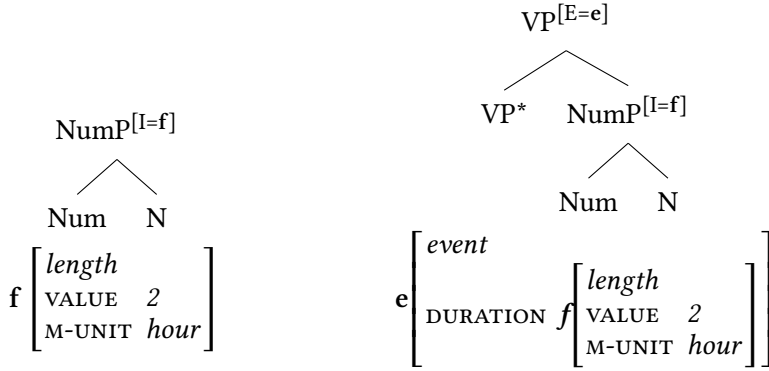 VP[E=e]
VP* NumP[I=f]
Num N
e [event
DURATION f [length
VALUE 2
M-UNIT hour]]
NumP[I=f]
Num N
f [length
VALUE 2
M-UNIT hour]